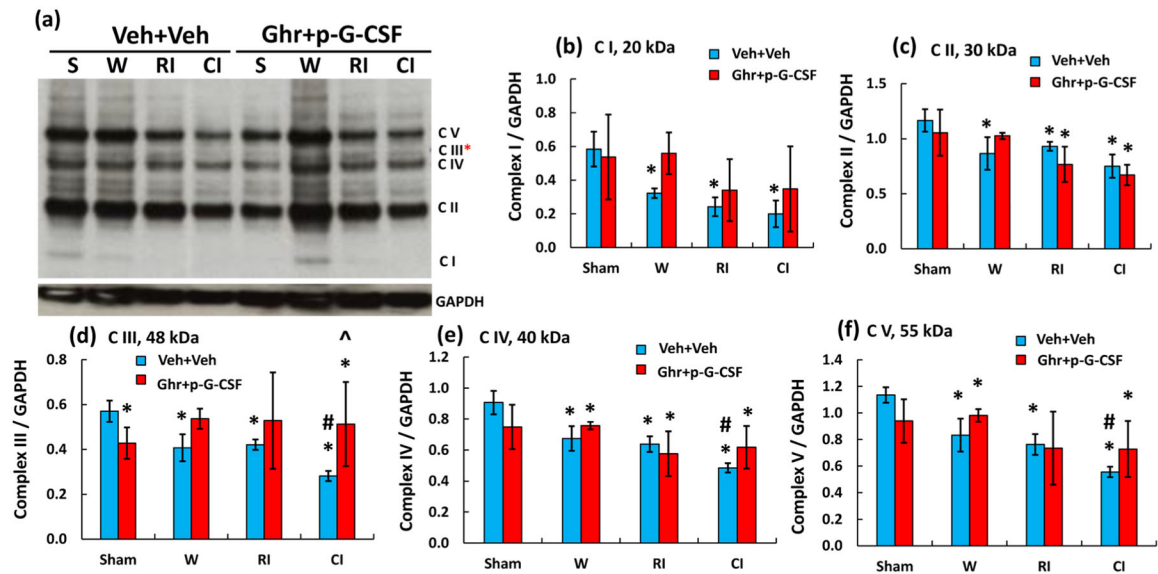 (a)
Veh+Veh Ghr+p-G-CSF
S W RI CI S W RI CI
C V
C III*
C IV
C II
C I
GAPDH
(b) C I, 20 kDa
Veh+Veh
Ghr+p-G-CSF
Complex I / GAPDH
1.0
0.8
0.6
0.4
0.2
0.0
* * *
Sham W RI CI
(c) C II, 30 kDa
Veh+Veh
Ghr+p-G-CSF
Complex II / GAPDH
1.5
1.0
0.5
0.0
* * * * *
Sham W RI CI
(d) C III, 48 kDa
Veh+Veh
Ghr+p-G-CSF
Complex III / GAPDH
0.8
0.6
0.4
0.2
0.0
^
* * * # * *
Sham W RI CI
(e) C IV, 40 kDa
Veh+Veh
Ghr+p-G-CSF
Complex IV / GAPDH
1.4
1.2
1.0
0.8
0.6
0.4
0.2
0.0
* * * * # * *
Sham W RI CI
(f) C V, 55 kDa
Veh+Veh
Ghr+p-G-CSF
Complex V / GAPDH
1.4
1.2
1.0
0.8
0.6
0.4
0.2
0.0
* * * # * *
Sham W RI CI